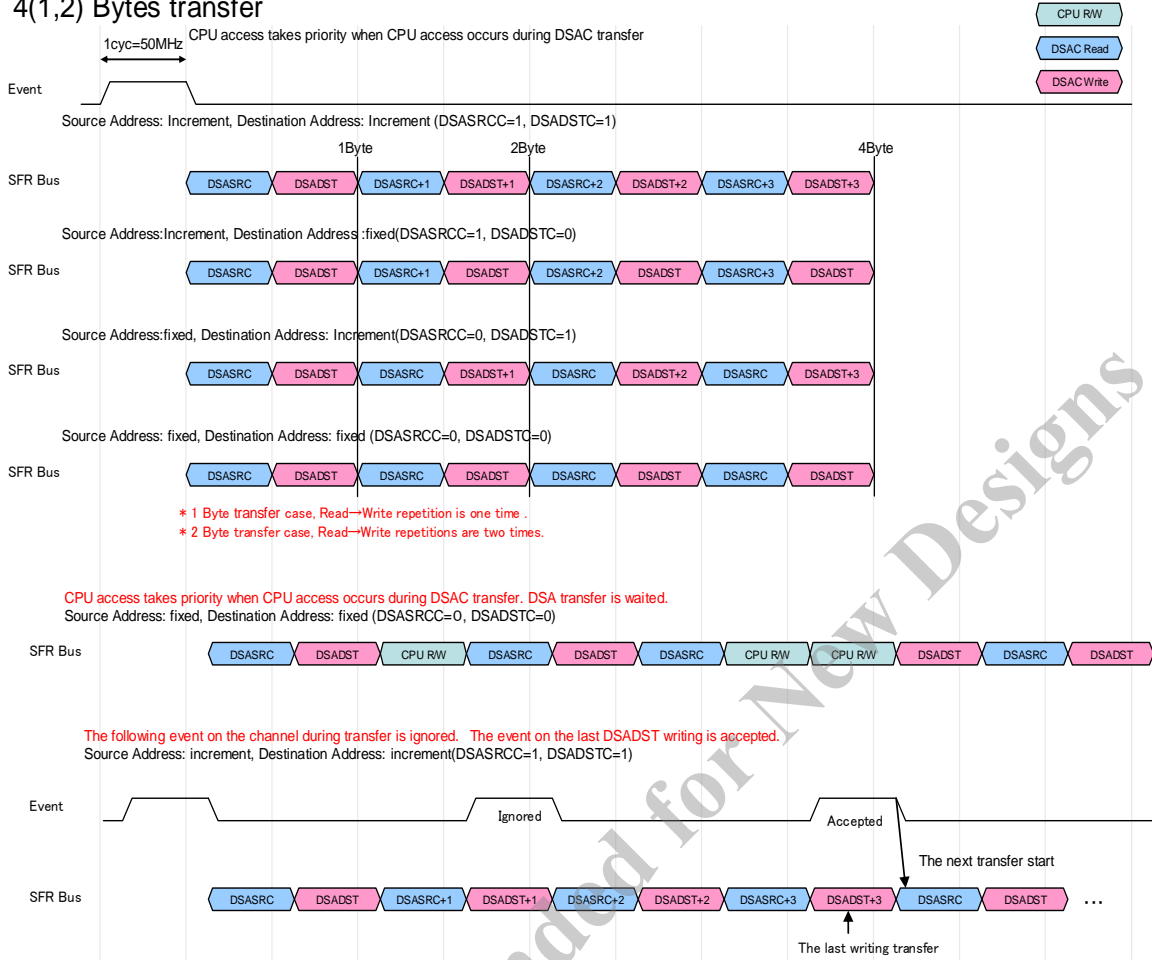 4(1,2) Bytes transfer
CPU R/W
DSAC Read
DSAC Write
CPU access takes priority when CPU access occurs during DSAC transfer
1cyc=50MHz
Event
Source Address: Increment, Destination Address: Increment (DSASRCC=1, DSADSTC=1)
1Byte 2Byte 4Byte
SFR Bus DSASRC DSADST DSASRC+1 DSADST+1 DSASRC+2 DSADST+2 DSASRC+3 DSADST+3
Source Address:Increment, Destination Address :fixed(DSASRCC=1, DSADSTC=0)
SFR Bus DSASRC DSADST DSASRC+1 DSADST DSASRC+2 DSADST DSASRC+3 DSADST
Source Address:fixed, Destination Address: Increment(DSASRCC=0, DSADSTC=1)
SFR Bus DSASRC DSADST DSASRC DSADST+1 DSASRC DSADST+2 DSASRC DSADST+3
Source Address: fixed, Destination Address: fixed (DSASRCC=0, DSADSTC=0)
SFR Bus DSASRC DSADST DSASRC DSADST DSASRC DSADST DSASRC DSADST
* 1 Byte transfer case, Read→Write repetition is one time .
* 2 Byte transfer case, Read→Write repetitions are two times.
CPU access takes priority when CPU access occurs during DSAC transfer. DSA transfer is waited.
Source Address: fixed, Destination Address: fixed (DSASRCC=0, DSADSTC=0)
SFR Bus DSASRC DSADST CPU R/W DSASRC DSADST DSASRC CPU R/W CPU R/W DSADST DSASRC DSADST
The following event on the channel during transfer is ignored. The event on the last DSADST writing is accepted.
Source Address: increment, Destination Address: increment(DSASRCC=1, DSADSTC=1)
Event Ignored Accepted
The next transfer start
SFR Bus DSASRC DSADST DSASRC+1 DSADST+1 DSASRC+2 DSADST+2 DSASRC+3 DSADST+3 DSASRC DSADST ...
The last writing transfer
nded for New Designs